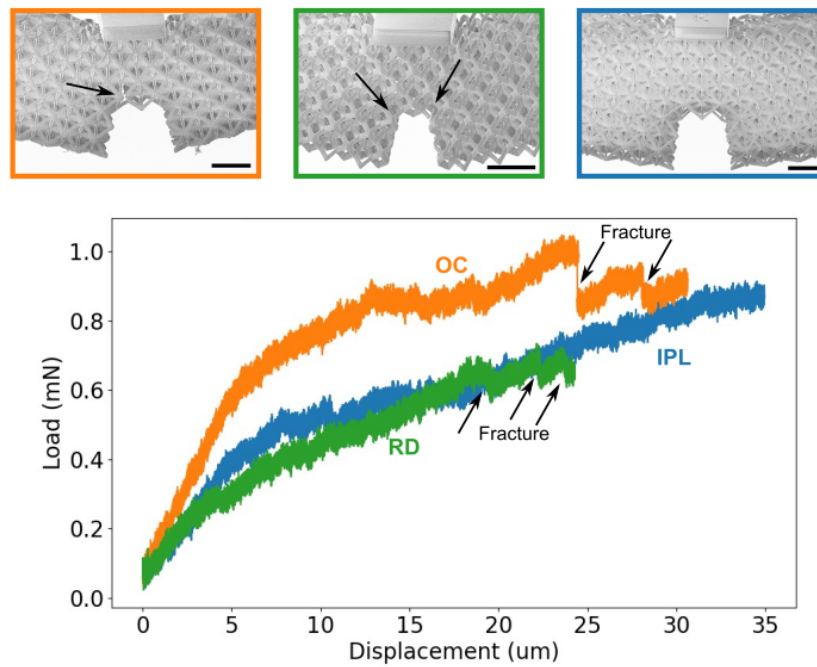 1.0
0.8
0.6
0.4
0.2
0.0
Load (mN)
OC
Fracture
IPL
RD
Fracture
0 5 10 15 20 25 30 35
Displacement (um)